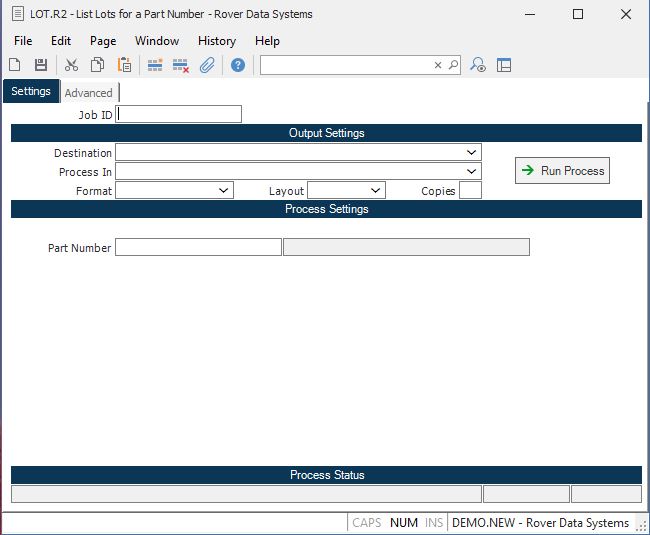 LOT.R2 - List Lots for a Part Number - Rover Data Systems
File Edit Page Window History Help
Settings Advanced
Job ID
Output Settings
Destination
Process In
Run Process
Format Layout Copies
Process Settings
Part Number
Process Status
CAPS NUM INS DEMO.NEW - Rover Data Systems